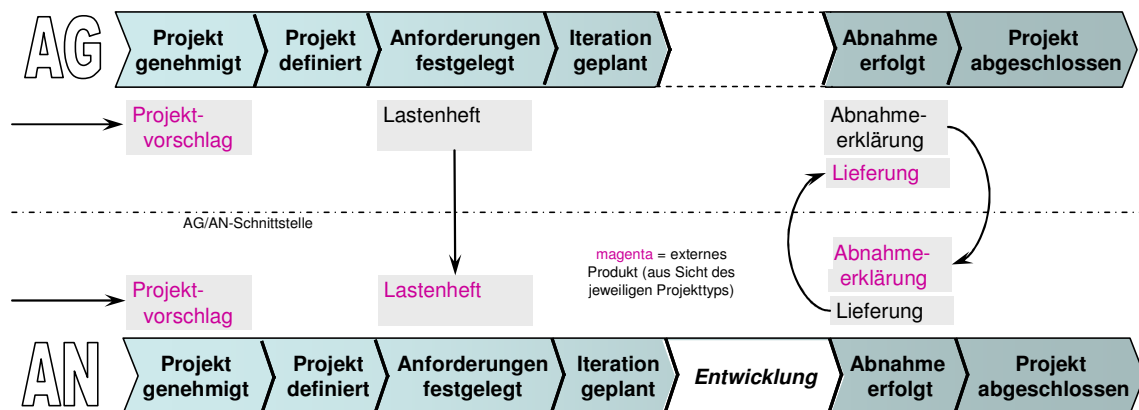 AG
Projekt
genehmigt
Projekt
definiert
Anforderungen
festgelegt
Iteration
geplant
Abnahme
erfolgt
Projekt
abgeschlossen
Projekt-
vorschlag
Lastenheft
Abnahme-
erklärung
Lieferung
AG/AN-Schnittstelle
magenta = externes
Produkt (aus Sicht des
jeweiligen Projekttyps)
Projekt-
vorschlag
Lastenheft
Abnahme-
erklärung
Lieferung
AN
Projekt
genehmigt
Projekt
definiert
Anforderungen
festgelegt
Iteration
geplant
Entwicklung
Abnahme
erfolgt
Projekt
abgeschlossen